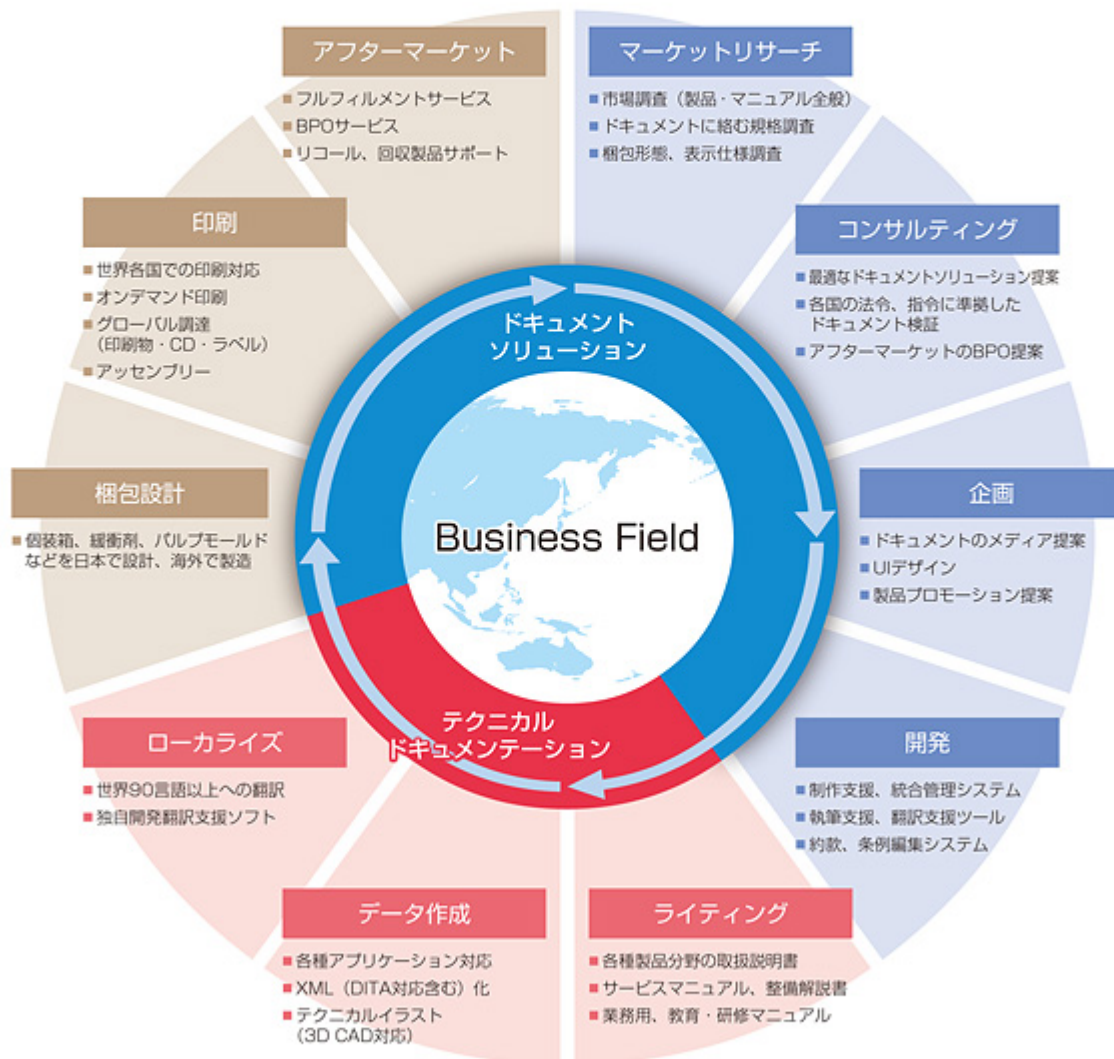 アフターマーケット
■フルフィルメントサービス
■BPOサービス
■リコール、回収製品サポート
マーケットリサーチ
■市場調査（製品・マニュアル全般）
■ドキュメントに絡む規格調査
■梱包形態、表示仕様調査
コンサルティング
■最適なドキュメントソリューション提案
■各国の法令、指令に準拠した
ドキュメント検証
■アフターマーケットのBPO提案
企画
■ドキュメントのメディア提案
■UIデザイン
■製品プロモーション提案
開発
■制作支援、統合管理システム
■執筆支援、翻訳支援ツール
■約款、条例編集システム
ライティング
■各種製品分野の取扱説明書
■サービスマニュアル、整備解説書
■業務用、教育・研修マニュアル
データ作成
■各種アプリケーション対応
■XML（DITA対応含む）化
■テクニカルイラスト
（3D CAD対応）
ローカライズ
■世界90言語以上への翻訳
■独自開発翻訳支援ソフト
梱包設計
■個装箱、緩衝剤、パルプモールド
などを日本で設計、海外で製造
印刷
■世界各国での印刷対応
■オンデマンド印刷
■グローバル調達
（印刷物・CD・ラベル）
■アッセンブリー
ドキュメント
ソリューション
Business Field
テクニカル
ドキュメンテーション